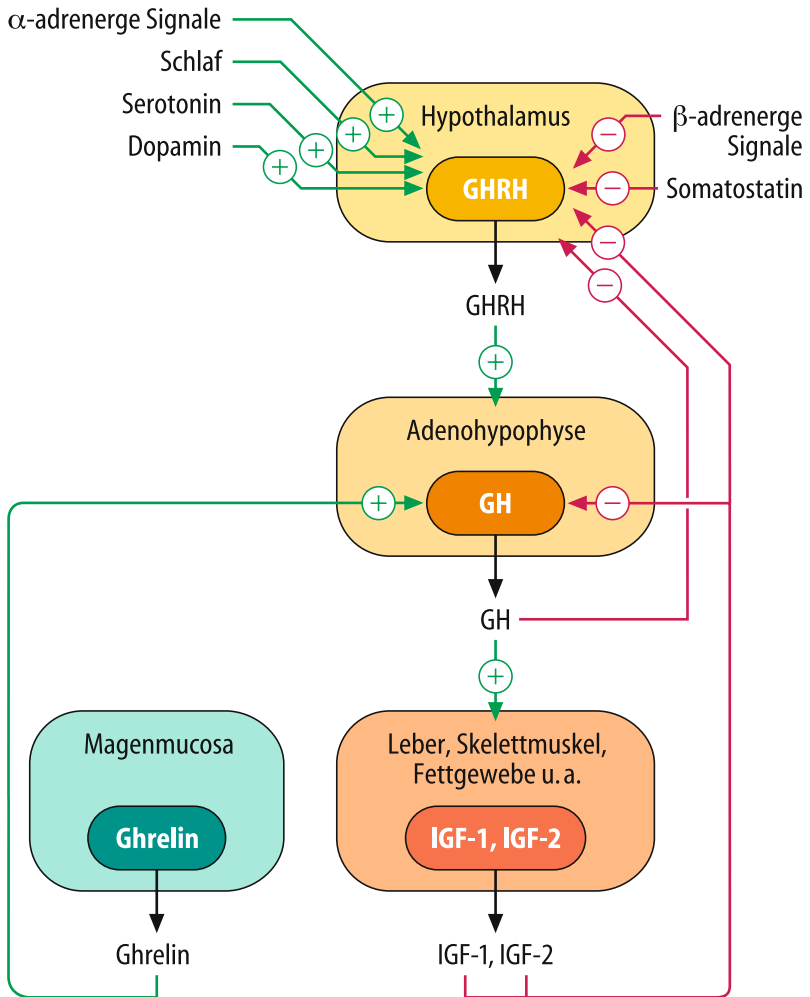 α-adrenerge Signale
Schlaf
Serotonin
Dopamin
Hypothalamus
β-adrenerge
Signale
Somatostatin
GHRH
GHRH
Adenohypophyse
GH
GH
Magenmucosa
Ghrelin
Ghrelin
Leber, Skelettmuskel,
Fettgewebe u. a.
IGF-1, IGF-2
IGF-1, IGF-2
+
+
+
+
−
−
−
−
+
+
−
+